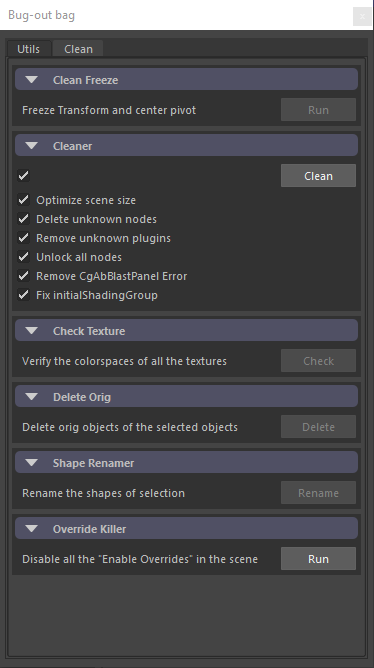 Bug-out bag
Utils Clean
Clean Freeze
Freeze Transform and center pivot Run
Cleaner
Clean
Optimize scene size
Delete unknown nodes
Remove unknown plugins
Unlock all nodes
Remove CgAbBlastPanel Error
Fix initialShadingGroup
Check Texture
Verify the colorspaces of all the textures Check
Delete Orig
Delete orig objects of the selected objects Delete
Shape Renamer
Rename the shapes of selection Rename
Override Killer
Disable all the "Enable Overrides" in the scene Run